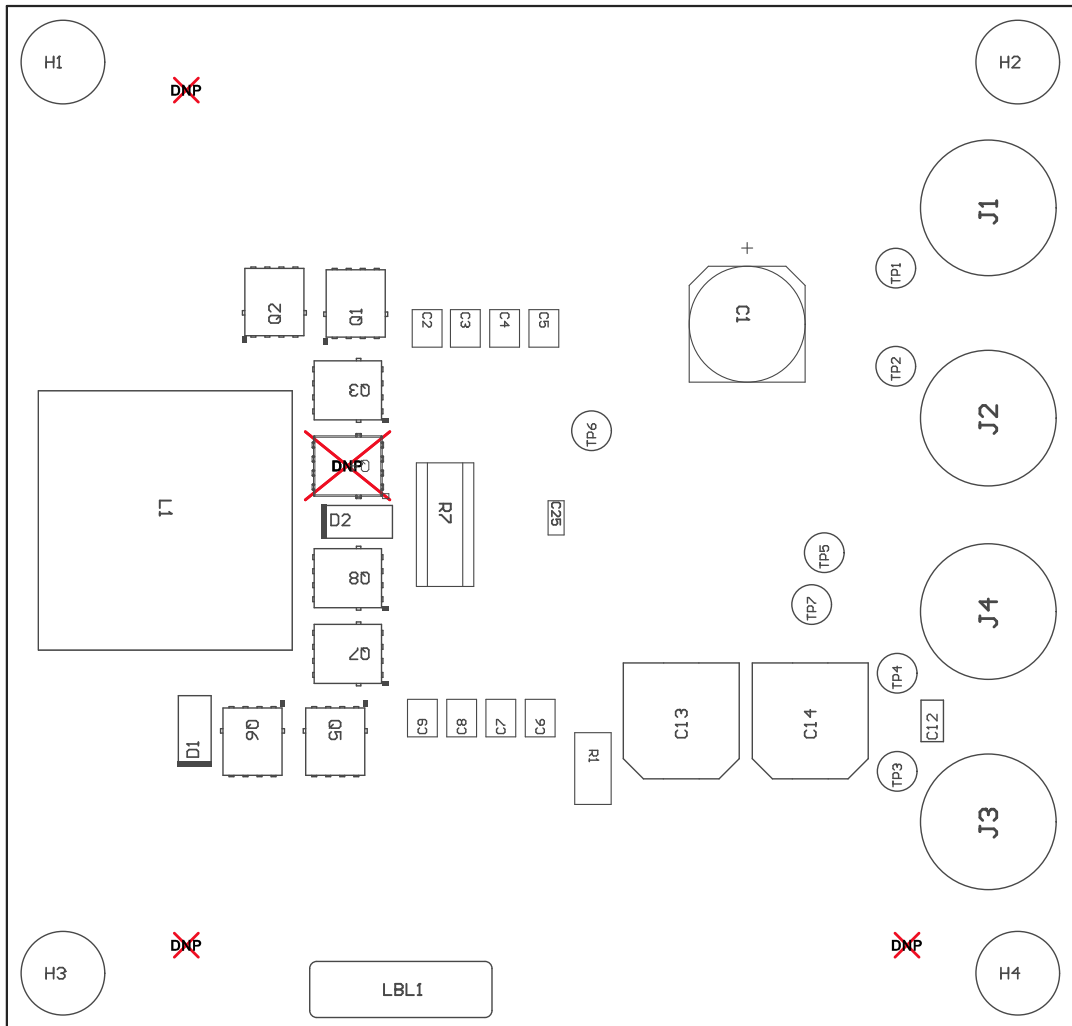 H1
DNP
H2
J1
TP1
Q2
Q1
C2
C3
C4
C5
C1
+
TP2
J2
Q3
TP6
DNP
Q
L1
D2
R7
C25
TP5
Q8
TP7
J4
Q7
TP4
D1
Q6
Q5
C9
C8
C7
C6
R1
C13
C14
C12
TP3
J3
DNP
DNP
H3
LBL1
H4